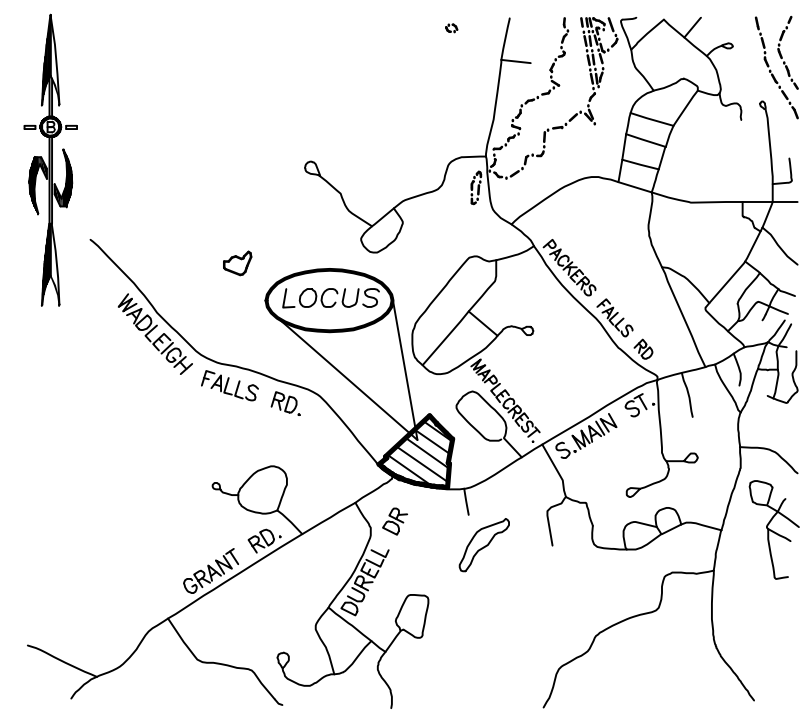 B
N
LOCUS
PACKERS FALLS RD
WADLEIGH FALLS RD.
MAPLECREST.
S.MAIN ST.
GRANT RD.
DURELL DR